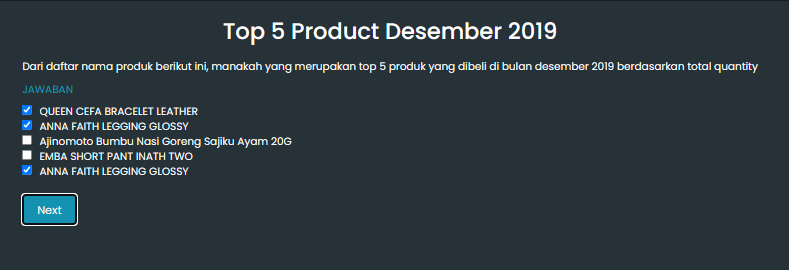 Top 5 Product Desember 2019
Dari daftar nama produk berikut ini, manakah yang merupakan top 5 produk yang dibeli di bulan desember 2019 berdasarkan total quantity
JAWABAN
QUEEN CEFA BRACELET LEATHER
ANNA FAITH LEGGING GLOSSY
Ajinomoto Bumbu Nasi Goreng Sajiku Ayam 20G
EMBA SHORT PANT INATH TWO
ANNA FAITH LEGGING GLOSSY
Next